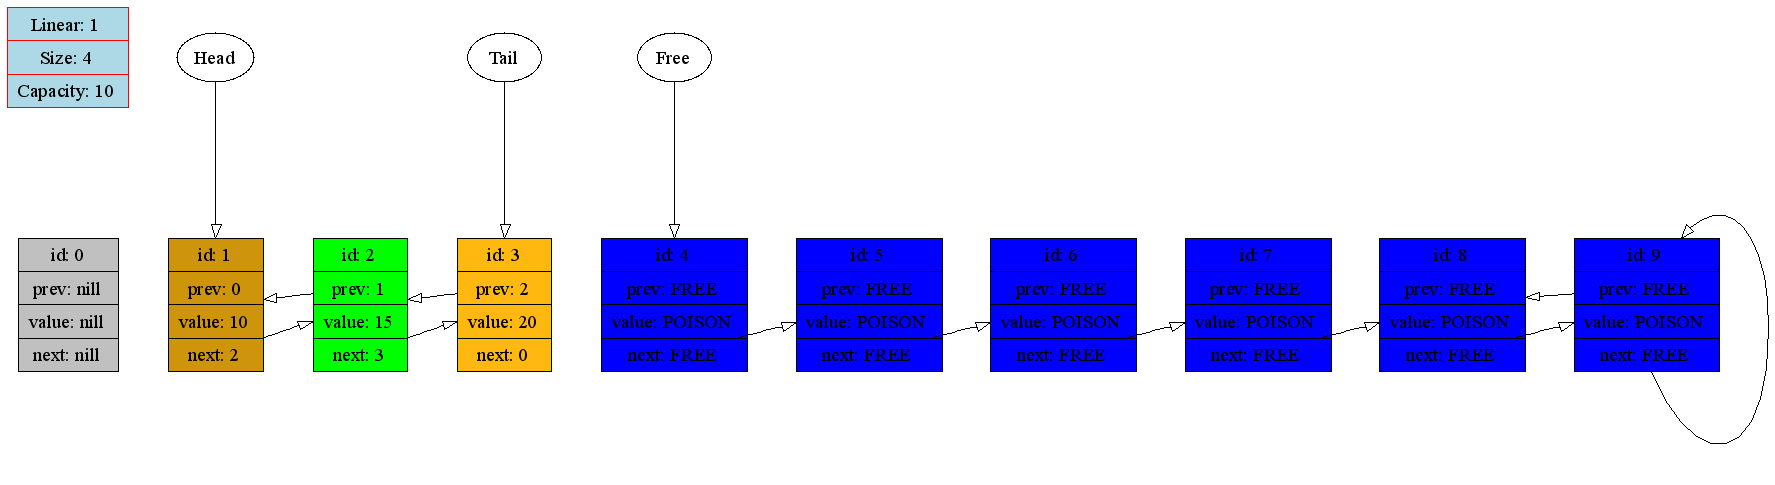 Linear: 1
Size: 4
Capacity: 10
Head
Tail
Free
id: 0
prev: nill
value: nill
next: nill
id: 1
prev: 0
value: 10
next: 2
id: 2
prev: 1
value: 15
next: 3
id: 3
prev: 2
value: 20
next: 0
id: 4
prev: FREE
value: POISON
next: FREE
id: 5
prev: FREE
value: POISON
next: FREE
id: 6
prev: FREE
value: POISON
next: FREE
id: 7
prev: FREE
value: POISON
next: FREE
id: 8
prev: FREE
value: POISON
next: FREE
id: 9
prev: FREE
value: POISON
next: FREE